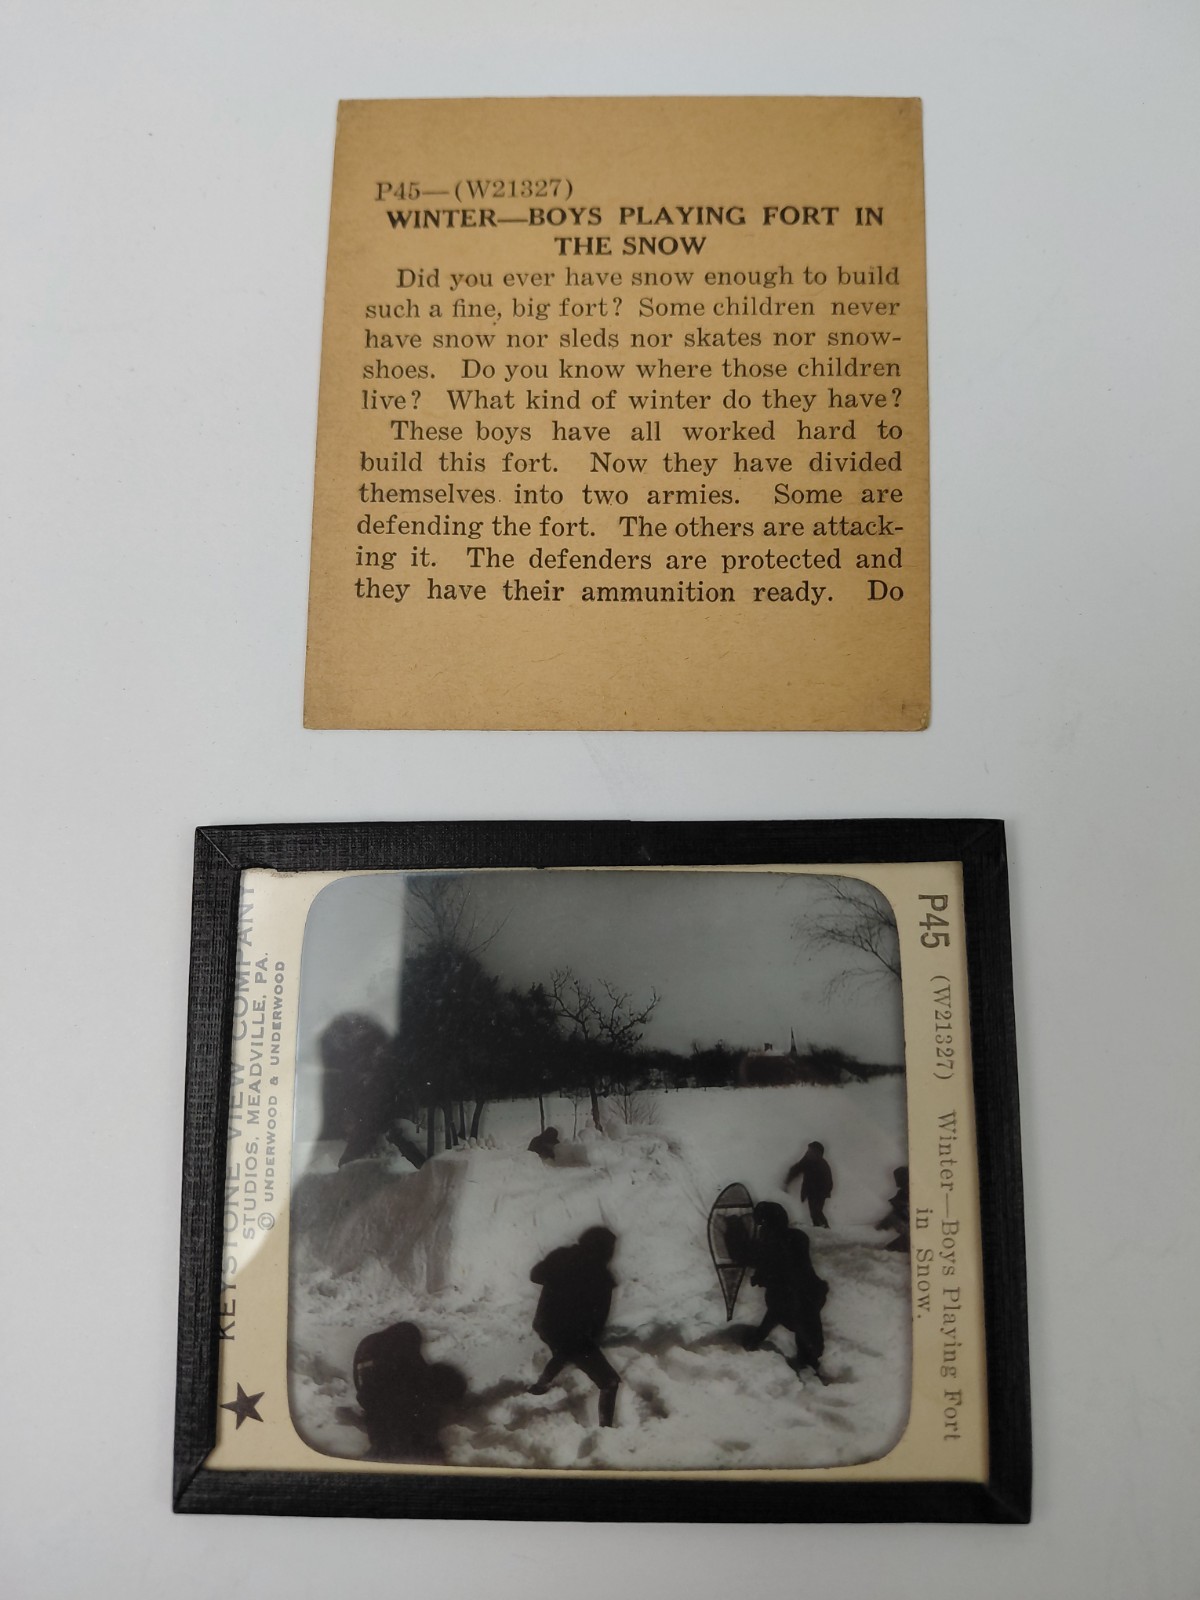 P45—(W21327)
WINTER—BOYS PLAYING FORT IN
THE SNOW
Did you ever have snow enough to build
such a fine, big fort? Some children never
have snow nor sleds nor skates nor snow-
shoes. Do you know where those children
live? What kind of winter do they have?
These boys have all worked hard to
build this fort. Now they have divided
themselves into two armies. Some are
defending the fort. The others are attack-
ing it. The defenders are protected and
they have their ammunition ready. Do
KEYSTONE VIEW COMPANY
STUDIOS, MEADVILLE, PA.
© UNDERWOOD & UNDERWOOD
P45 (W21327) Winter—Boys Playing Fort
in Snow.